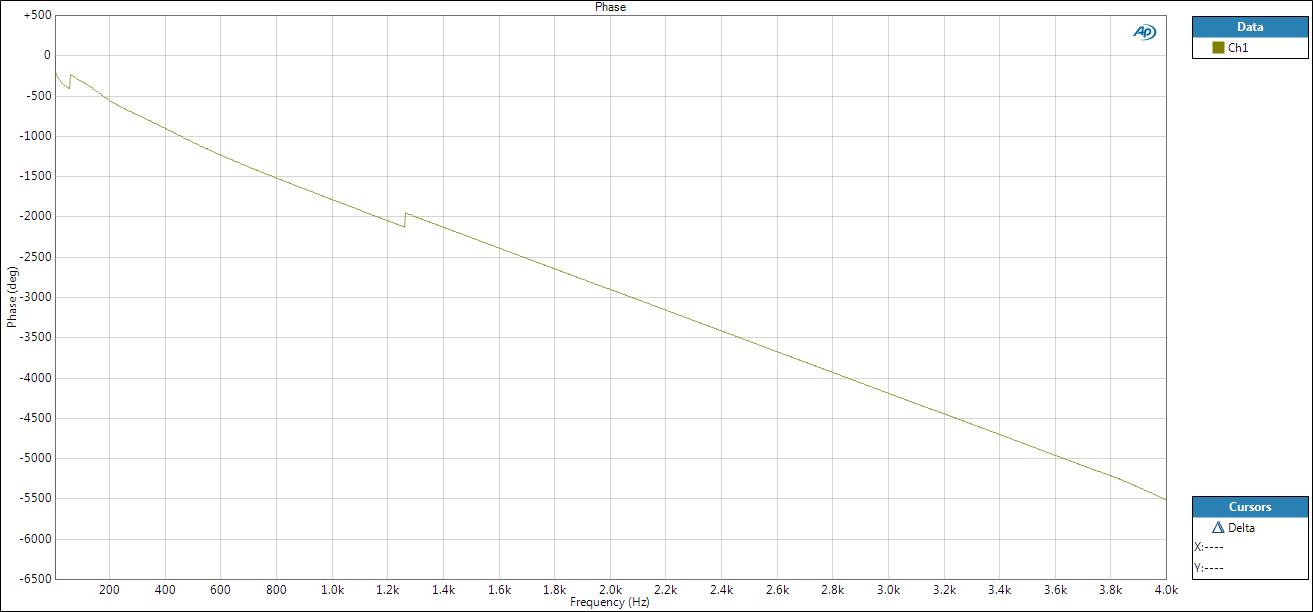 Phase
+500
0
-500
-1000
-1500
-2000
-2500
-3000
-3500
-4000
-4500
-5000
-5500
-6000
-6500
Phase (deg)
200 400 600 800 1.0k 1.2k 1.4k 1.6k 1.8k 2.0k 2.2k 2.4k 2.6k 2.8k 3.0k 3.2k 3.4k 3.6k 3.8k 4.0k
Frequency (Hz)
AP
Data
Ch1
Cursors
Delta
X:----
Y:----